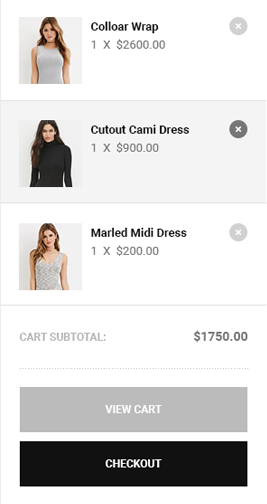 Colloar Wrap
1 X $2600.00
Cutout Cami Dress
1 X $900.00
Marled Midi Dress
1 X $200.00
CART SUBTOTAL: $1750.00
VIEW CART
CHECKOUT